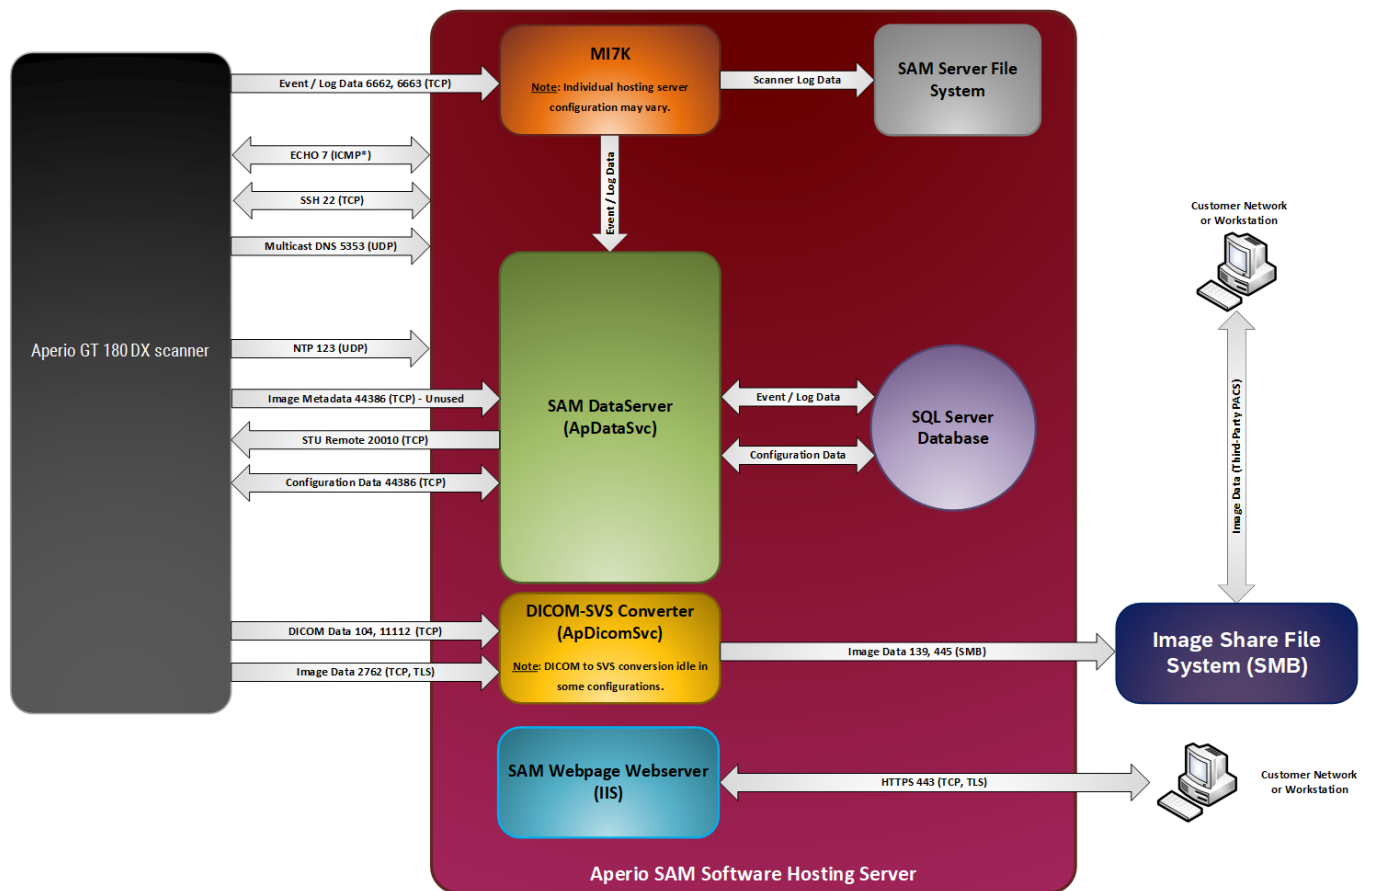 MI7K
Note: Individual hosting server
configuration may vary.
SAM Server File
System
Event / Log Data 6662, 6663 (TCP)
Scanner Log Data
ECHO 7 (ICMP*)
SSH 22 (TCP)
Multicast DNS 5353 (UDP)
Event / Log Data
Customer Network
or Workstation
Aperio GT 180 DX scanner
NTP 123 (UDP)
Image Metadata 44386 (TCP) - Unused
STU Remote 20010 (TCP)
Configuration Data 44386 (TCP)
SAM DataServer
(ApDataSvc)
Event / Log Data
Configuration Data
SQL Server
Database
Image Data (Third-Party PACS)
DICOM Data 104, 11112 (TCP)
Image Data 2762 (TCP, TLS)
DICOM-SVS Converter
(ApDicomSvc)
Note: DICOM to SVS conversion idle in
some configurations.
Image Data 139, 445 (SMB)
Image Share File
System (SMB)
SAM Webpage Webserver
(IIS)
HTTPS 443 (TCP, TLS)
Customer Network
or Workstation
Aperio SAM Software Hosting Server